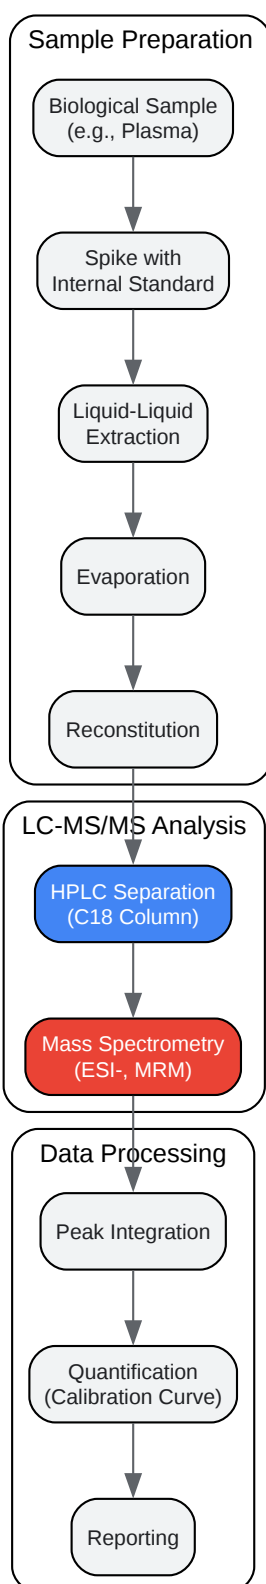 Sample Preparation
Biological Sample
(e.g., Plasma)
Spike with
Internal Standard
Liquid-Liquid
Extraction
Evaporation
Reconstitution
LC-MS/MS Analysis
HPLC Separation
(C18 Column)
Mass Spectrometry
(ESI-, MRM)
Data Processing
Peak Integration
Quantification
(Calibration Curve)
Reporting